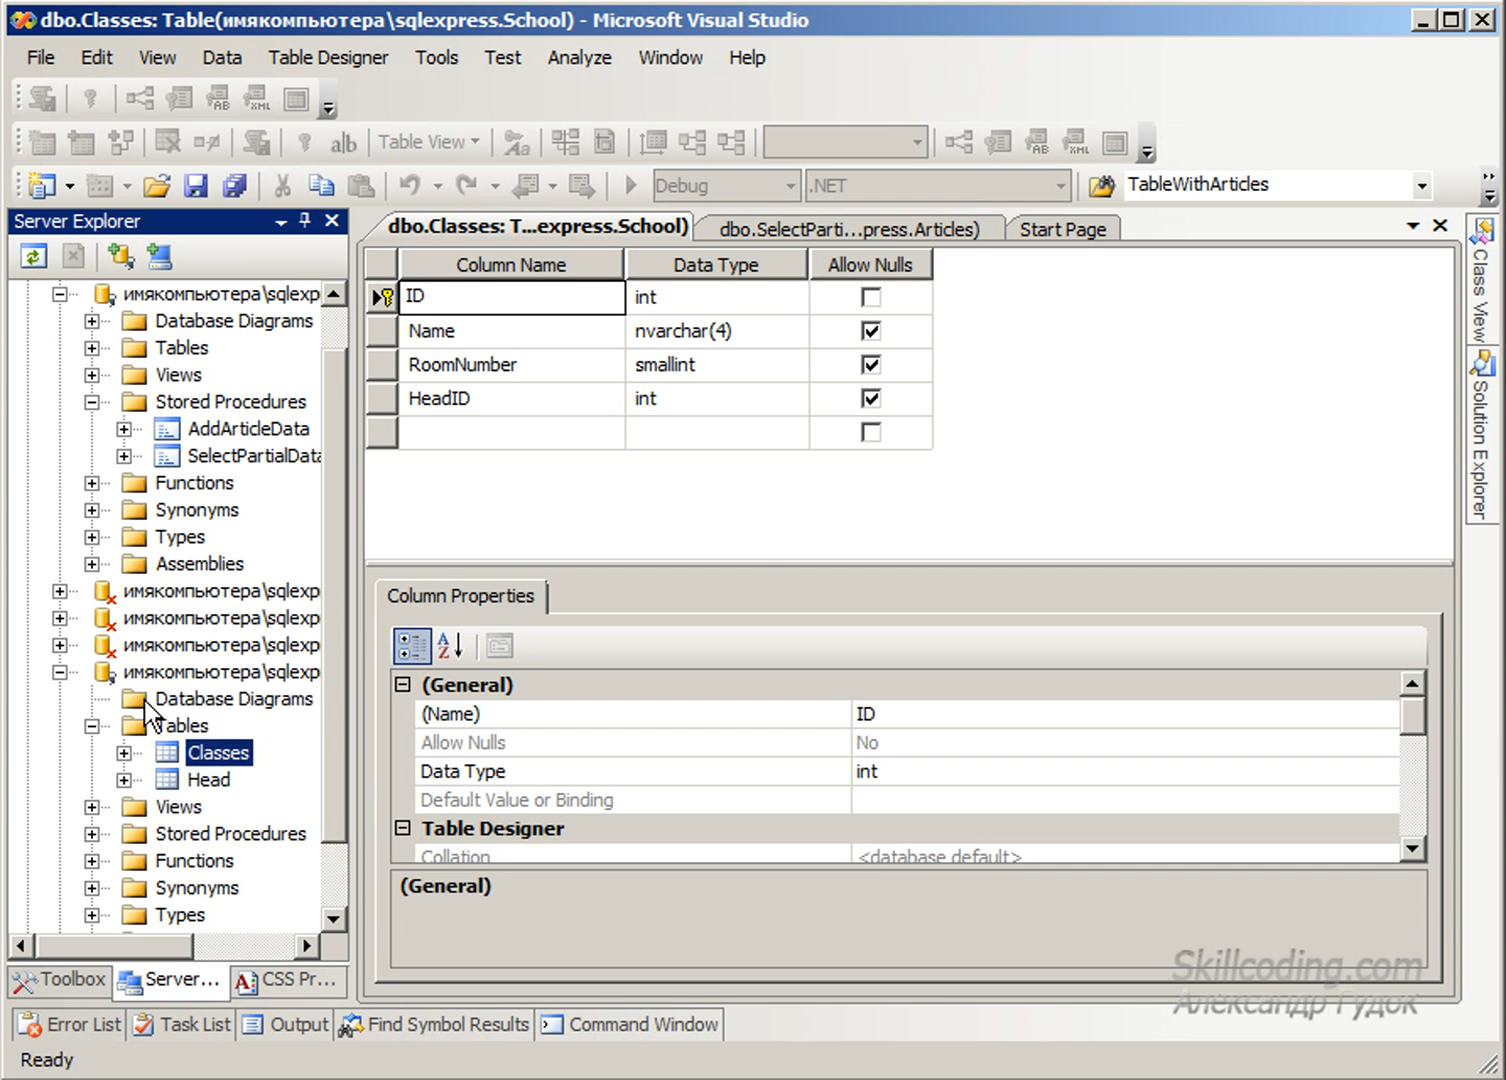 dbo.Classes: Table(имякомпьютера\sqlexpress.School) - Microsoft Visual Studio
File Edit View Data Table Designer Tools Test Analyze Window Help
Table View
Debug .NET TableWithArticles
Server Explorer
dbo.Classes: T...express.School) dbo.SelectParti...press.Articles) Start Page
Column Name Data Type Allow Nulls
ID int
Name nvarchar(4)
RoomNumber smallint
HeadID int
имякомпьютера\sqlexp
Database Diagrams
Tables
Views
Stored Procedures
AddArticleData
SelectPartialData
Functions
Synonyms
Types
Assemblies
имякомпьютера\sqlexp
имякомпьютера\sqlexp
имякомпьютера\sqlexp
имякомпьютера\sqlexp
Database Diagrams
Tables
Classes
Head
Views
Stored Procedures
Functions
Synonyms
Types
Column Properties
(General)
(Name) ID
Allow Nulls No
Data Type int
Default Value or Binding
Table Designer
Collation <database default>
(General)
Class View
Solution Explorer
Skillcoding.com
Александр Гудок
Toolbox Server... CSS Pr...
Error List Task List Output Find Symbol Results Command Window
Ready